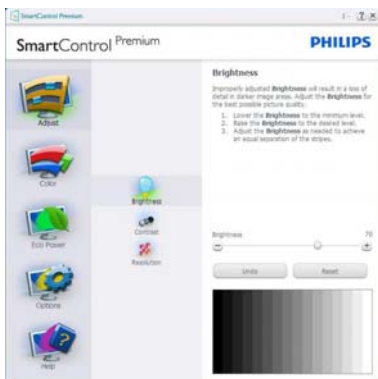 SmartControl Premium
SmartControl Premium
PHILIPS
Adjust
Color
Eco Power
Options
Help
Brightness
Contrast
Resolution
Brightness
Improperly adjusted Brightness will result in a loss of
detail in darker image areas. Adjust the Brightness for
the best possible picture quality.
1. Lower the Brightness to the minimum level.
2. Raise the Brightness to the desired level.
3. Adjust the Brightness as needed to achieve
an equal separation of the stripes.
Brightness 70
Undo Reset